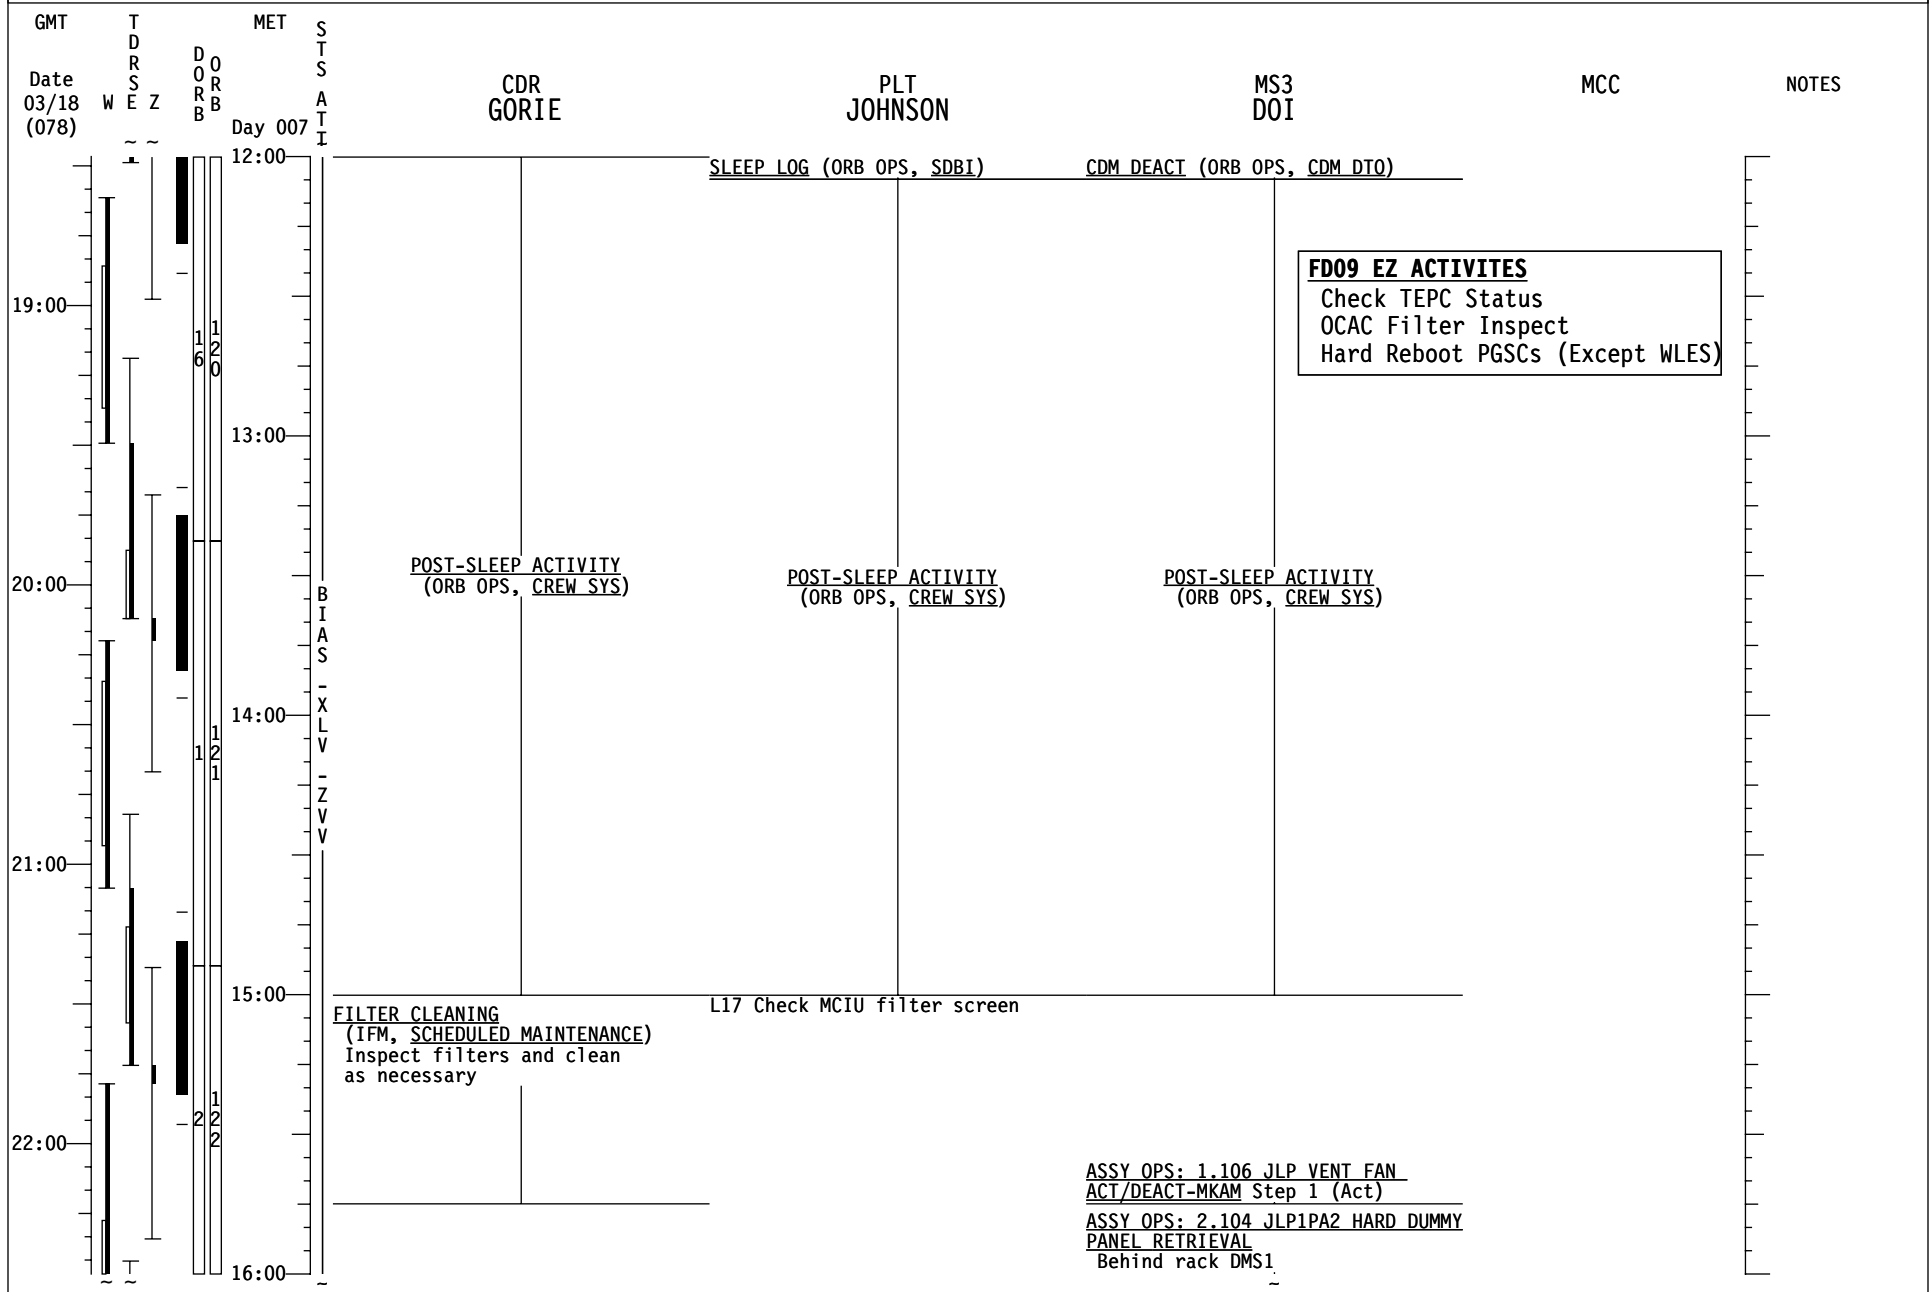 GMT
TDRS
MET
STS ATT
Date
03/18
(078)
W E Z
DORB
ORB
Day 007
CDR
GORIE
PLT
JOHNSON
MS3
DOI
MCC
NOTES
~ ~
12:00
SLEEP LOG (ORB OPS, SDBI)
CDM DEACT (ORB OPS, CDM DTO)
FD09 EZ ACTIVITES
Check TEPC Status
OCAC Filter Inspect
Hard Reboot PGSCs (Except WLES)
19:00
16
120
13:00
20:00
POST-SLEEP ACTIVITY
(ORB OPS, CREW SYS)
POST-SLEEP ACTIVITY
(ORB OPS, CREW SYS)
POST-SLEEP ACTIVITY
(ORB OPS, CREW SYS)
BIAS -XLV -ZVV
14:00
1
121
21:00
15:00
FILTER CLEANING
(IFM, SCHEDULED MAINTENANCE)
Inspect filters and clean
as necessary
L17 Check MCIU filter screen
2
122
22:00
ASSY OPS: 1.106 JLP VENT FAN
ACT/DEACT-MKAM Step 1 (Act)
ASSY OPS: 2.104 JLP1PA2 HARD DUMMY
PANEL RETRIEVAL
Behind rack DMS1
16:00
~ ~ ~ ~